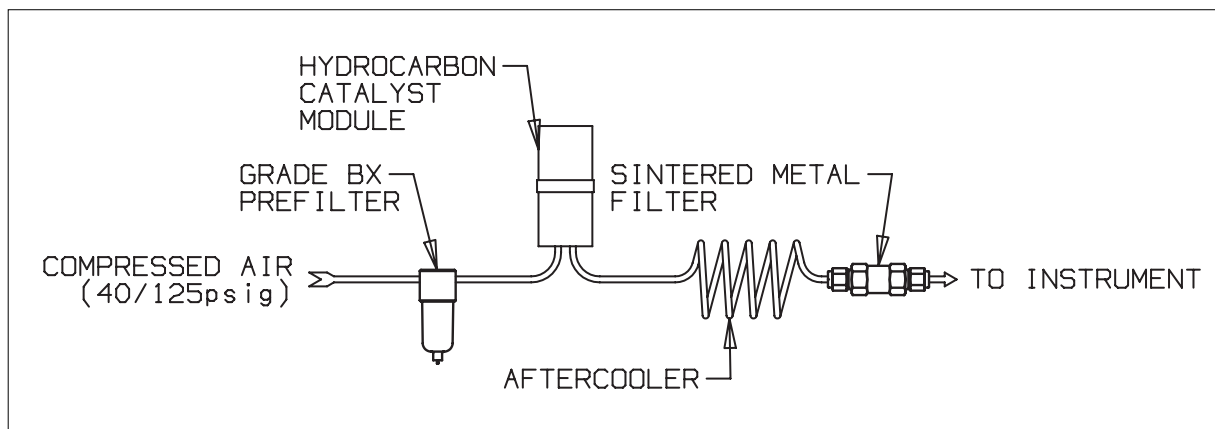 HYDROCARBON
CATALYST
MODULE
GRADE BX
PREFILTER
SINTERED METAL
FILTER
COMPRESSED AIR
(40/125psig)
TO INSTRUMENT
AFTERCOOLER